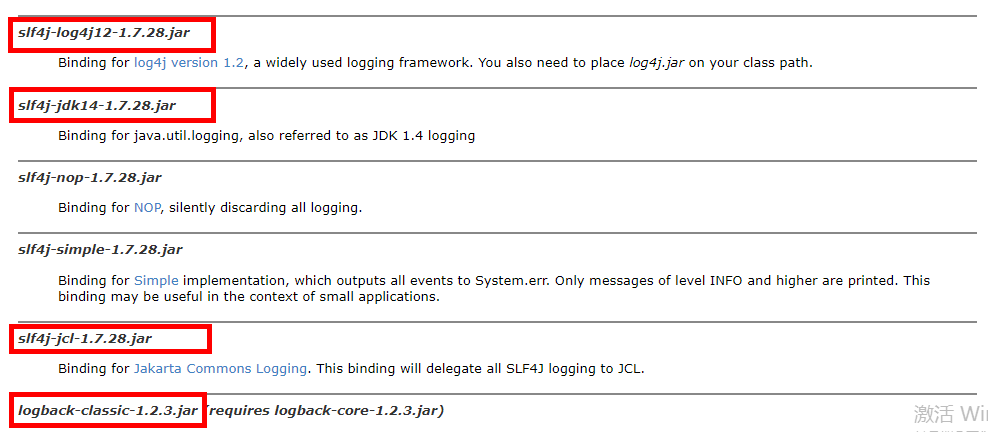 slf4j-log4j12-1.7.28.jar
Binding for log4j version 1.2, a widely used logging framework. You also need to place log4j.jar on your class path.
slf4j-jdk14-1.7.28.jar
Binding for java.util.logging, also referred to as JDK 1.4 logging
slf4j-nop-1.7.28.jar
Binding for NOP, silently discarding all logging.
slf4j-simple-1.7.28.jar
Binding for Simple implementation, which outputs all events to System.err. Only messages of level INFO and higher are printed. This
binding may be useful in the context of small applications.
slf4j-jcl-1.7.28.jar
Binding for Jakarta Commons Logging. This binding will delegate all SLF4J logging to JCL.
logback-classic-1.2.3.jar (requires logback-core-1.2.3.jar)
激活 Win